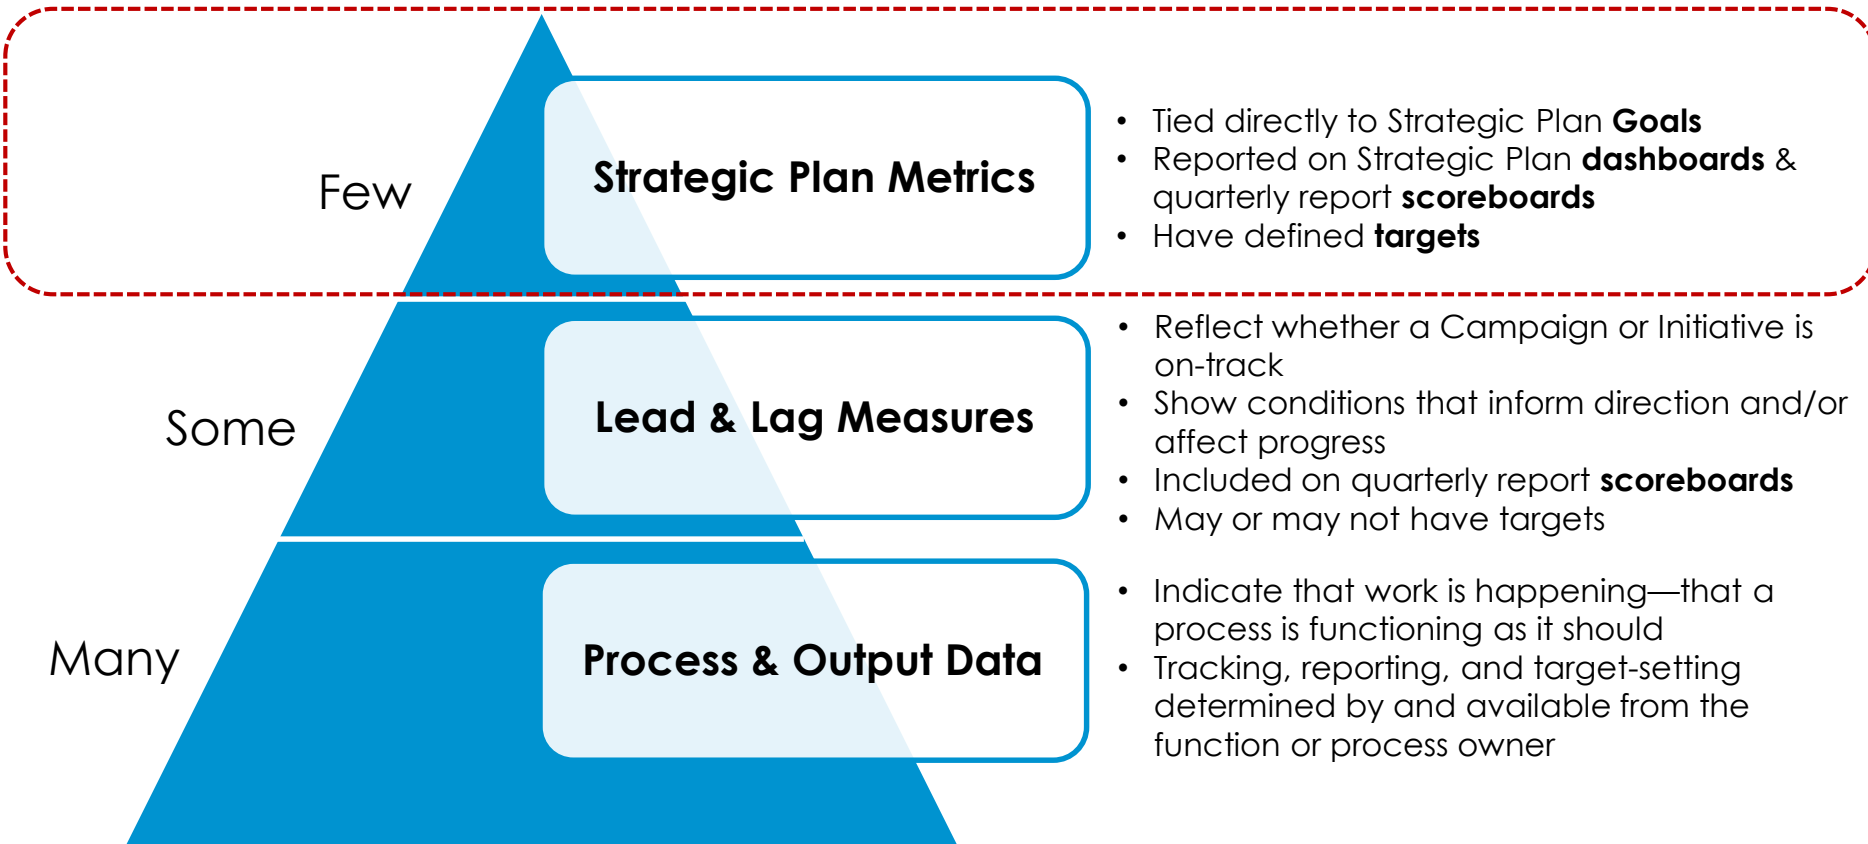 Few
Strategic Plan Metrics
• Tied directly to Strategic Plan Goals
• Reported on Strategic Plan dashboards &
quarterly report scoreboards
• Have defined targets
Some
Lead & Lag Measures
• Reflect whether a Campaign or Initiative is
on-track
• Show conditions that inform direction and/or
affect progress
• Included on quarterly report scoreboards
• May or may not have targets
Many
Process & Output Data
• Indicate that work is happening—that a
process is functioning as it should
• Tracking, reporting, and target-setting
determined by and available from the
function or process owner